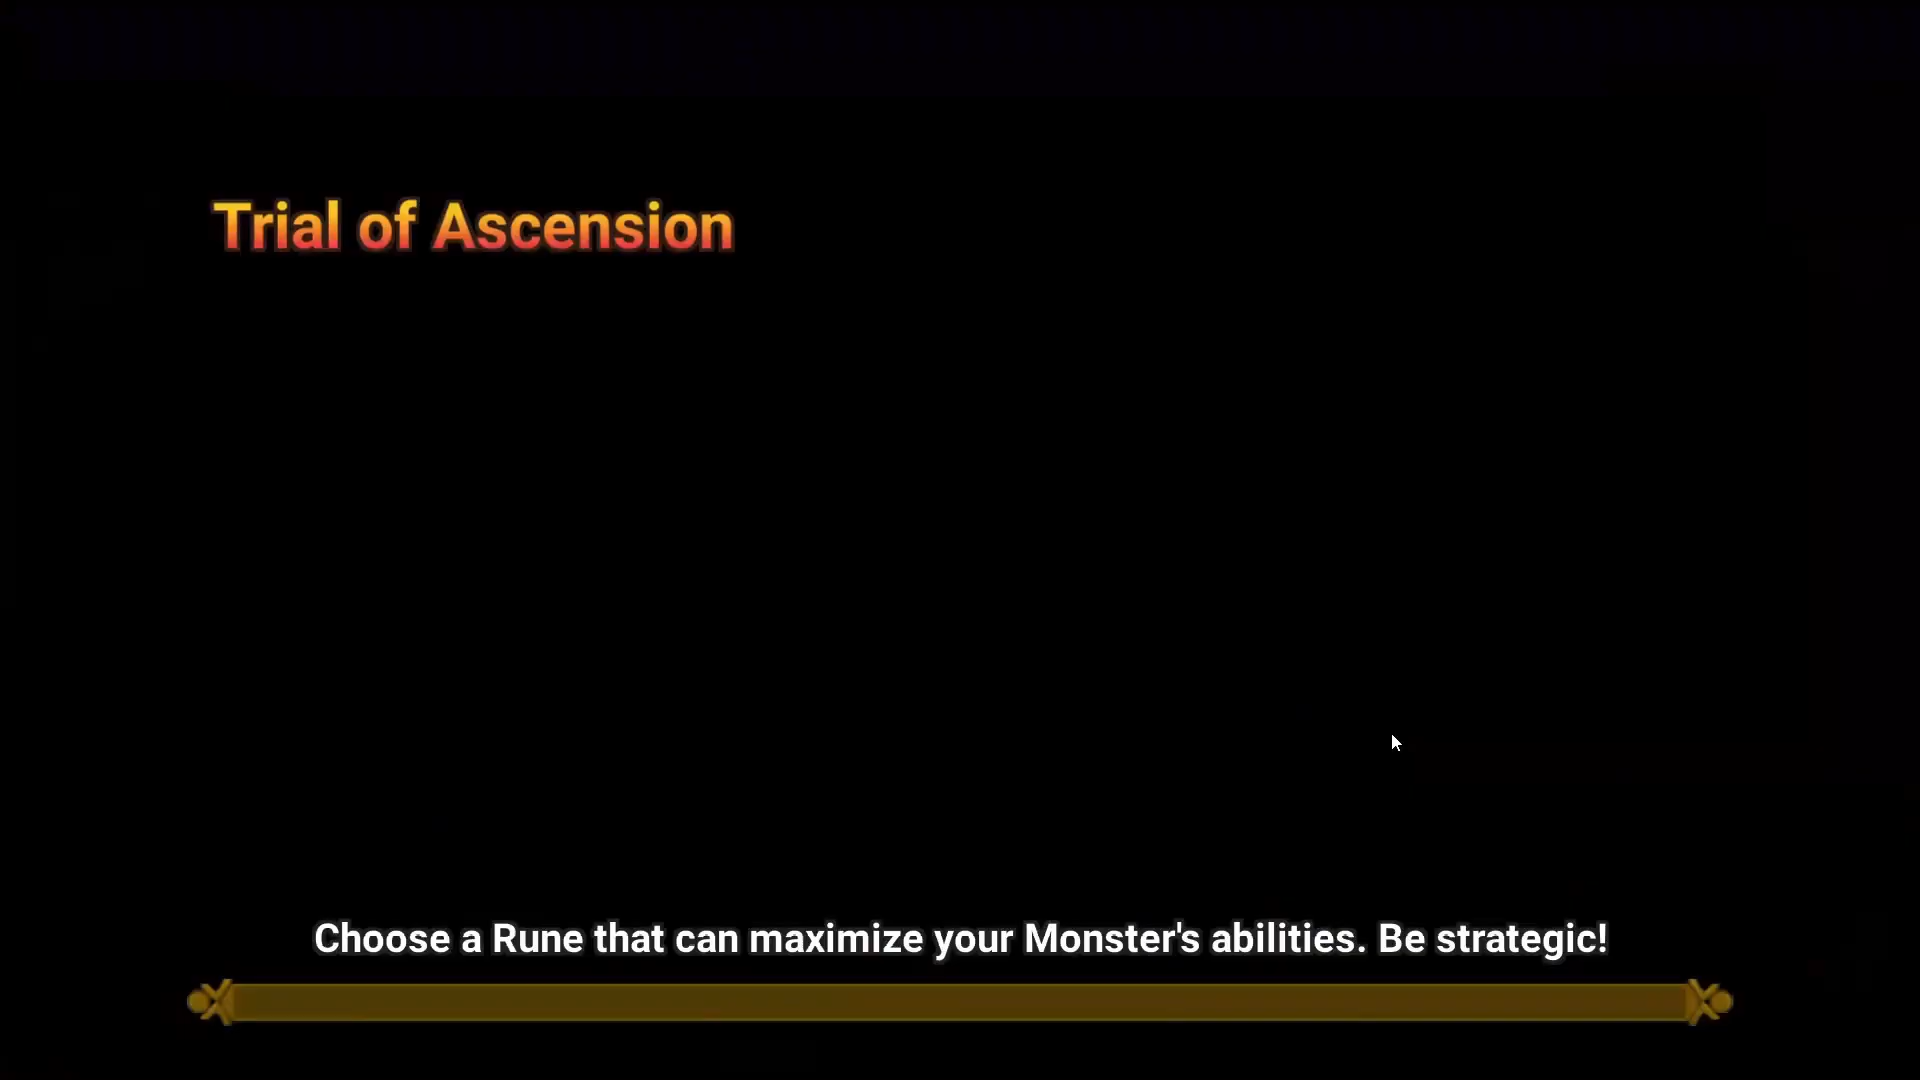 Trial of Ascension
Choose a Rune that can maximize your Monster's abilities. Be strategic!